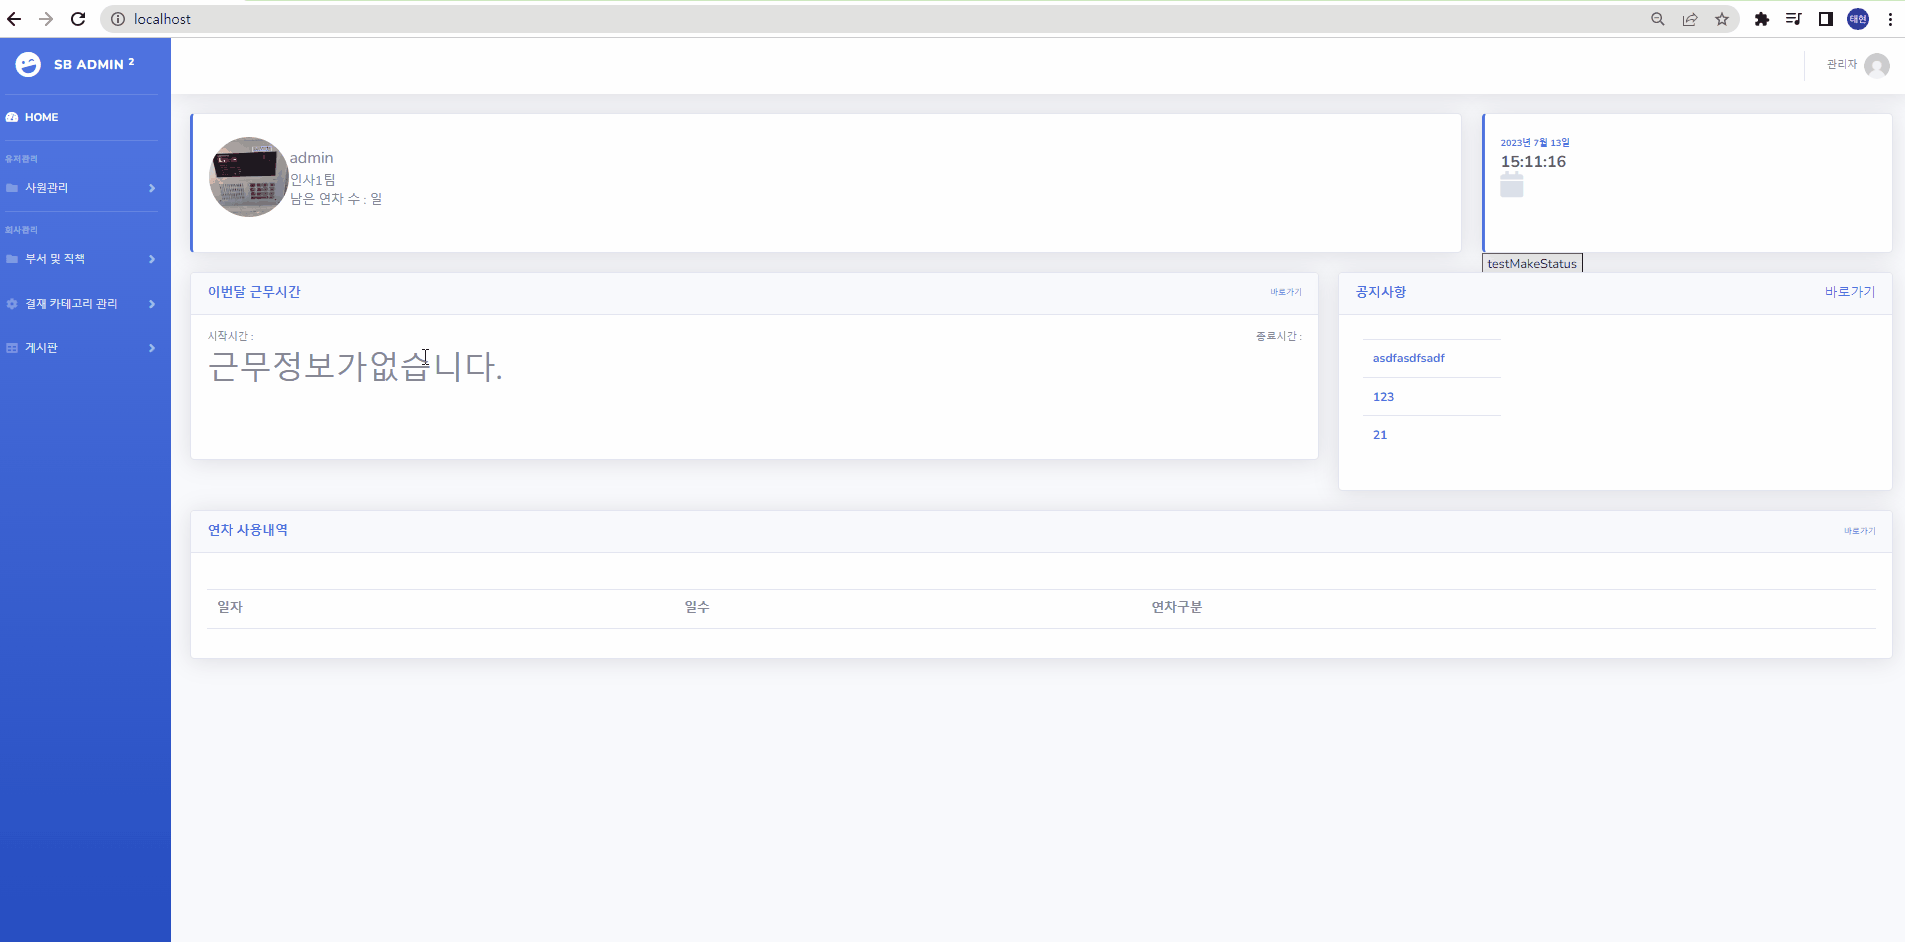 localhost
태현
SB ADMIN 2
관리자
HOME
유저관리
사원관리
회사관리
부서 및 직책
결재 카테고리 관리
게시판
admin
인사1팀
남은 연차 수 : 일
2023년 7월 13일
15:11:16
testMakeStatus
이번달 근무시간
바로가기
시작시간 :
종료시간 :
근무정보가없습니다.
공지사항
바로가기
asdfasdfsadf
123
21
연차 사용내역
바로가기
일자
일수
연차구분